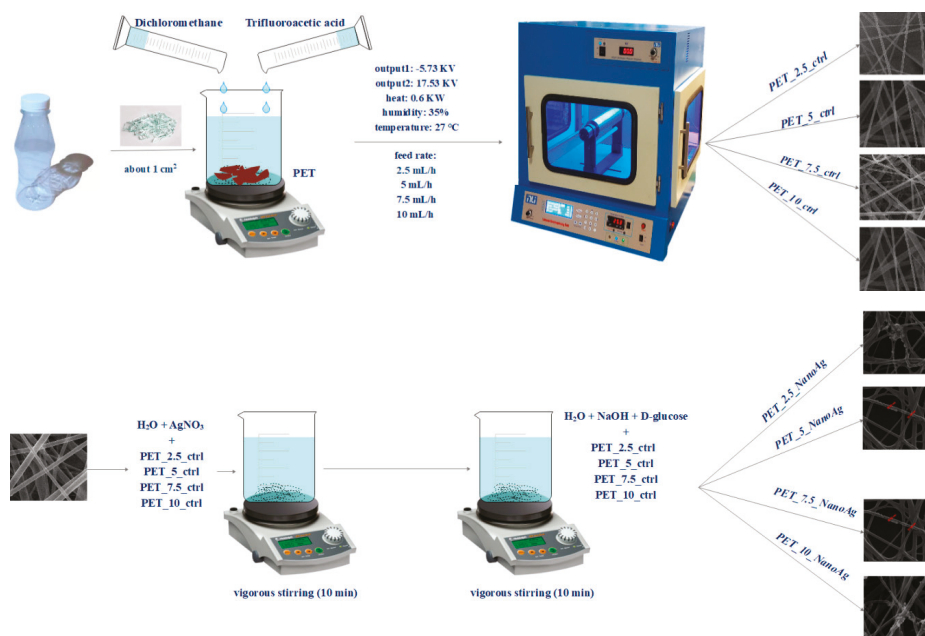 Dichloromethane
Trifluoroacetic acid
about 1 cm²
PET
output1: -5.73 KV
output2: 17.53 KV
heat: 0.6 KW
humidity: 35%
temperature: 27 °C
feed rate:
2.5 mL/h
5 mL/h
7.5 mL/h
10 mL/h
PET_2.5_ctrl
PET_5_ctrl
PET_7.5_ctrl
PET_10_ctrl
H₂O + AgNO₃
+
PET_2.5_ctrl
PET_5_ctrl
PET_7.5_ctrl
PET_10_ctrl
vigorous stirring (10 min)
H₂O + NaOH + D-glucose
+
PET_2.5_ctrl
PET_5_ctrl
PET_7.5_ctrl
PET_10_ctrl
vigorous stirring (10 min)
PET_2.5_NanoAg
PET_5_NanoAg
PET_7.5_NanoAg
PET_10_NanoAg